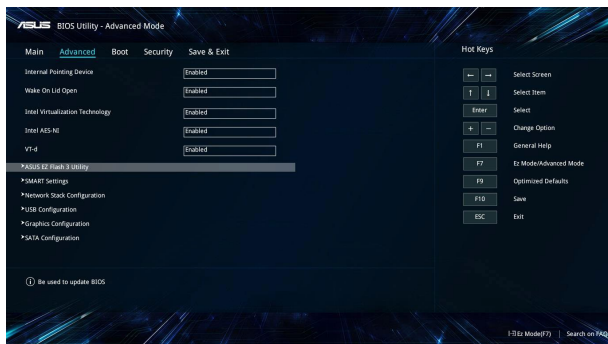 ASUS BIOS Utility - Advanced Mode
Main Advanced Boot Security Save & Exit
Hot Keys
Internal Pointing Device Enabled
Wake On Lid Open Enabled
Intel Virtualization Technology Enabled
Intel AES-NI Enabled
VT-d Enabled
ASUS EZ Flash 3 Utility
SMART Settings
Network Stack Configuration
USB Configuration
Graphics Configuration
SATA Configuration
← → Select Screen
↑ ↓ Select Item
Enter Select
+ - Change Option
F1 General Help
F7 Ez Mode/Advanced Mode
F9 Optimized Defaults
F10 Save
ESC Exit
Be used to update BIOS
Ez Mode(F7) | Search on FAQ